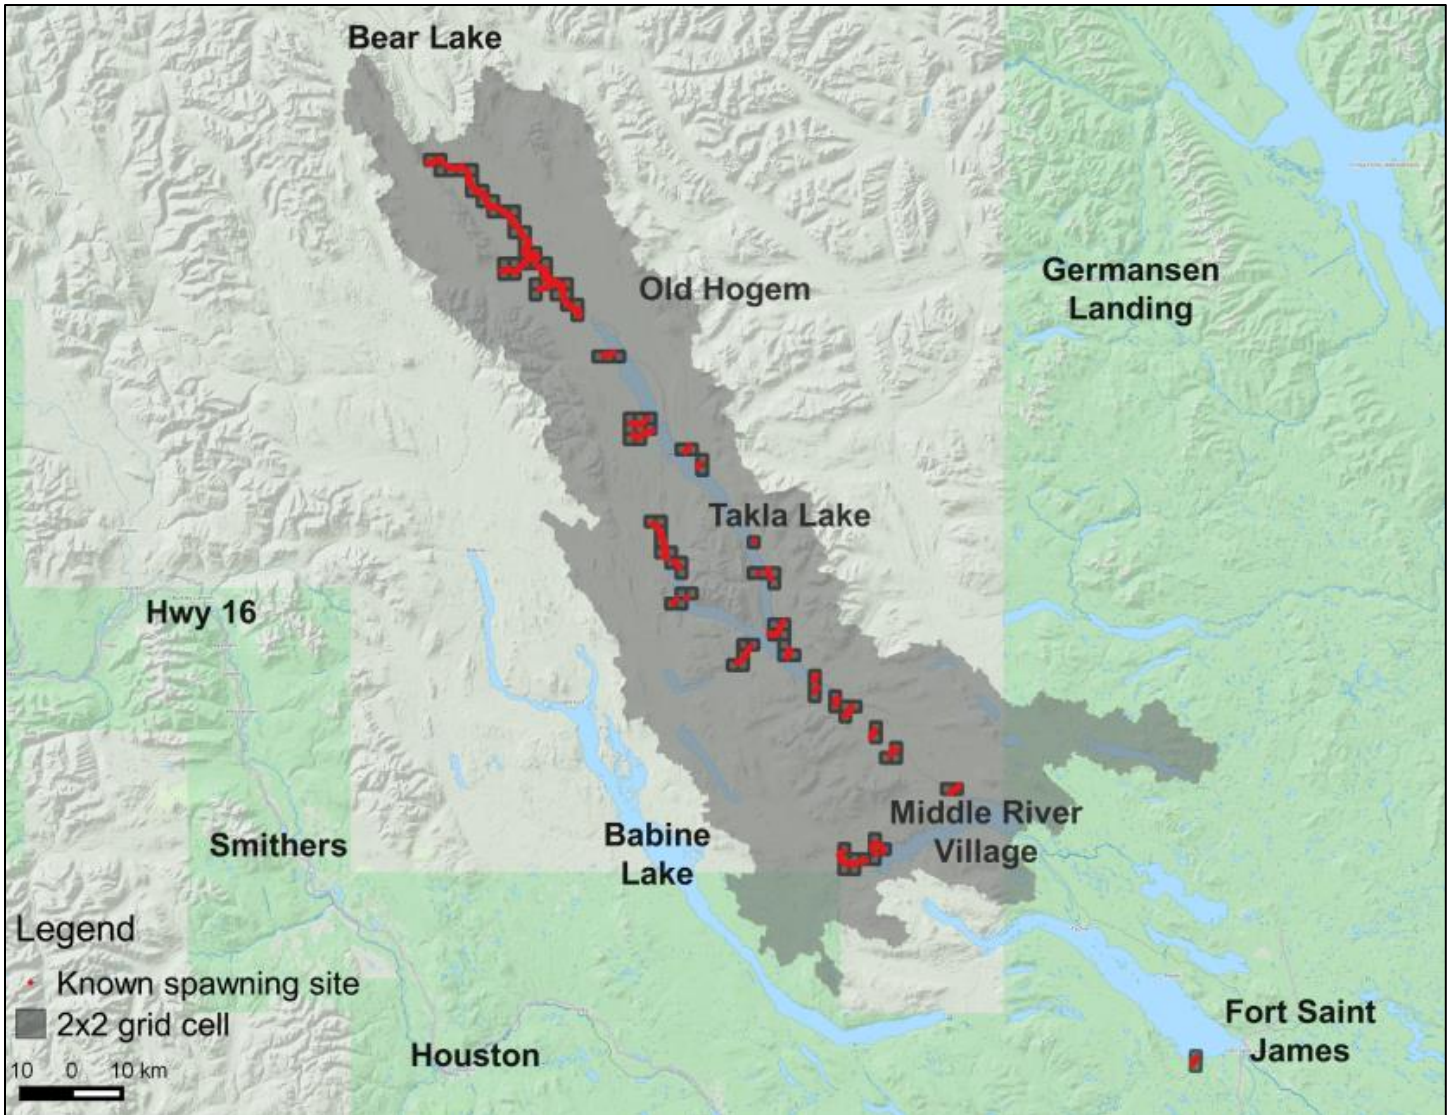 Bear Lake
Old Hogem
Germansen
Landing
Takla Lake
Hwy 16
Middle River
Village
Babine
Lake
Smithers
Legend
Known spawning site
2x2 grid cell
10 0 10 km
Houston
Fort Saint
James